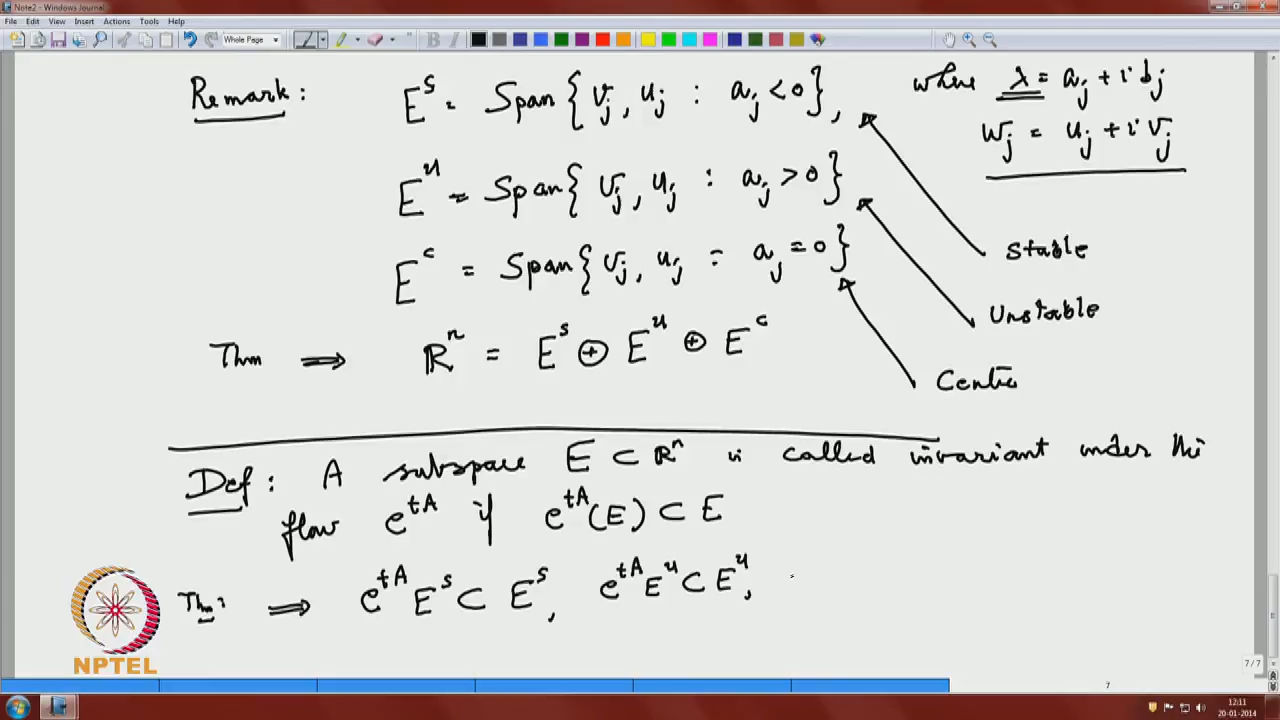 Note2 - Windows Journal
File Edit View Insert Actions Tools Help
Whole Page
Remark: E^s = Span { v_j, u_j : a_j < 0 }, where λ = a_j + i b_j
w_j = u_j + i v_j
E^u = Span { v_j, u_j : a_j > 0 }
E^c = Span { v_j, u_j : a_j = 0 }
Stable
Unstable
Thm ⟹ ℝ^n = E^s ⊕ E^u ⊕ E^c
Centre
Def : A subspace E ⊂ ℝ^n is called invariant under the
flow e^{tA} if e^{tA}(E) ⊂ E
Thm: ⟹ e^{tA} E^s ⊂ E^s, e^{tA} E^u ⊂ E^u,
NPTEL
7/7
7
12:11
20-01-2014